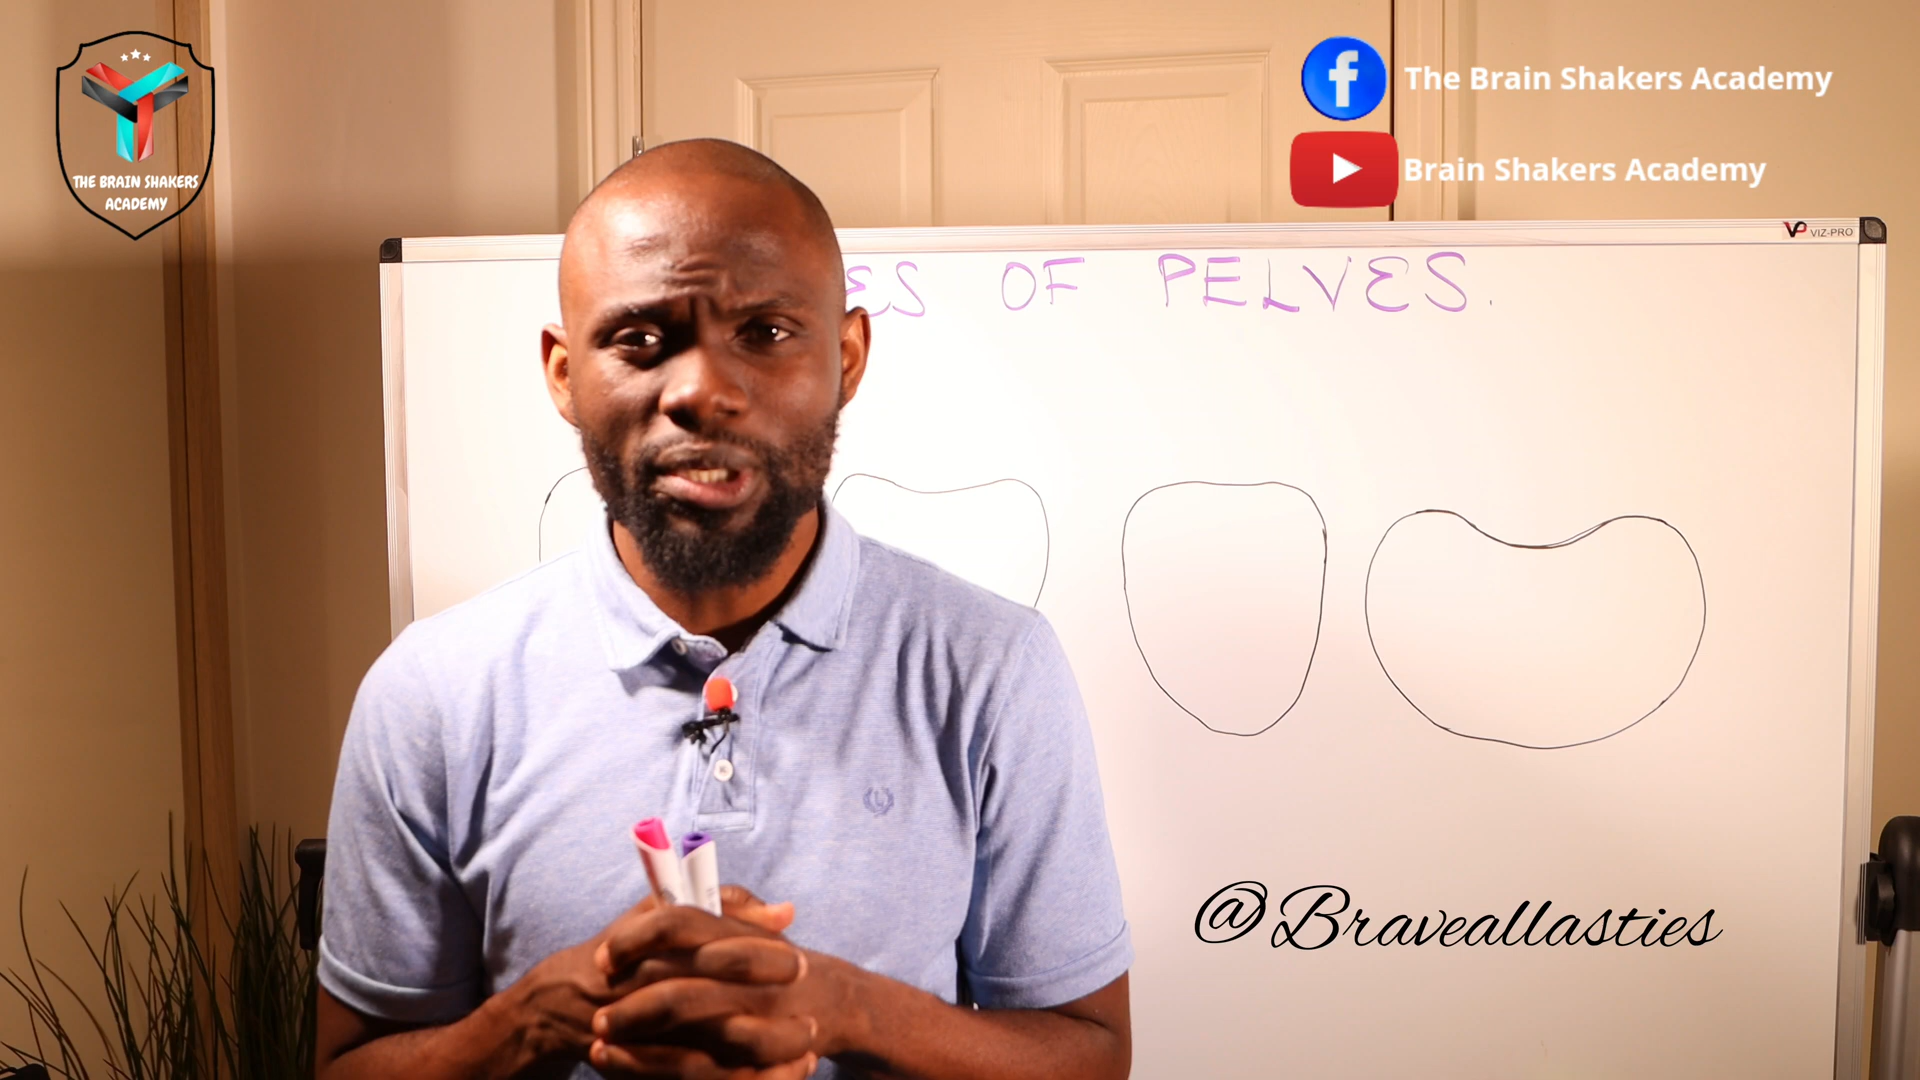 THE BRAIN SHAKERS
ACADEMY
The Brain Shakers Academy
Brain Shakers Academy
VIZ-PRO
ES OF PELVES.
@Braveallasties